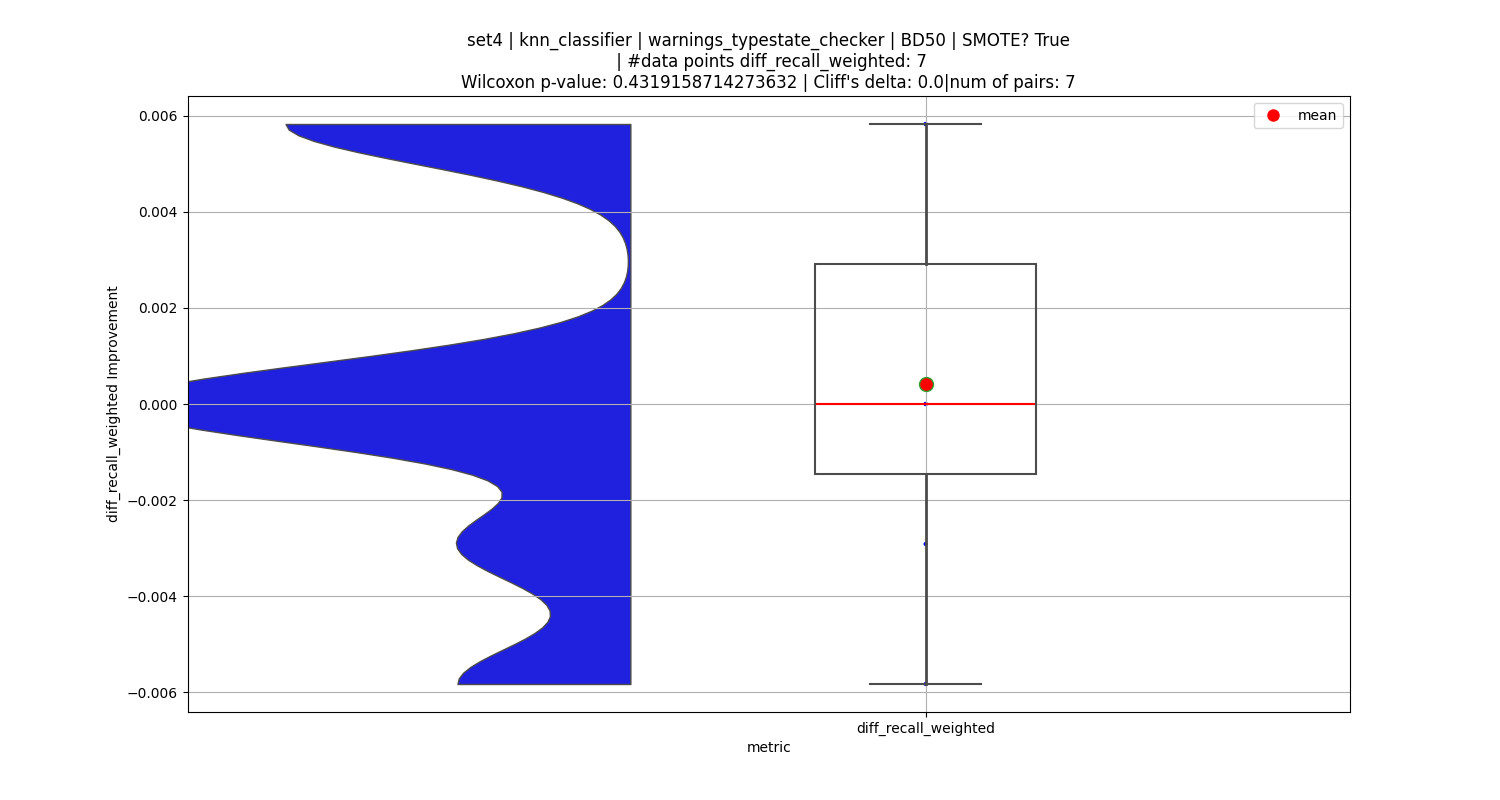 set4 | knn_classifier | warnings_typestate_checker | BD50 | SMOTE? True
| #data points diff_recall_weighted: 7
Wilcoxon p-value: 0.4319158714273632 | Cliff's delta: 0.0|num of pairs: 7
mean
0.006
0.004
0.002
0.000
−0.002
−0.004
−0.006
diff_recall_weighted Improvement
diff_recall_weighted
metric